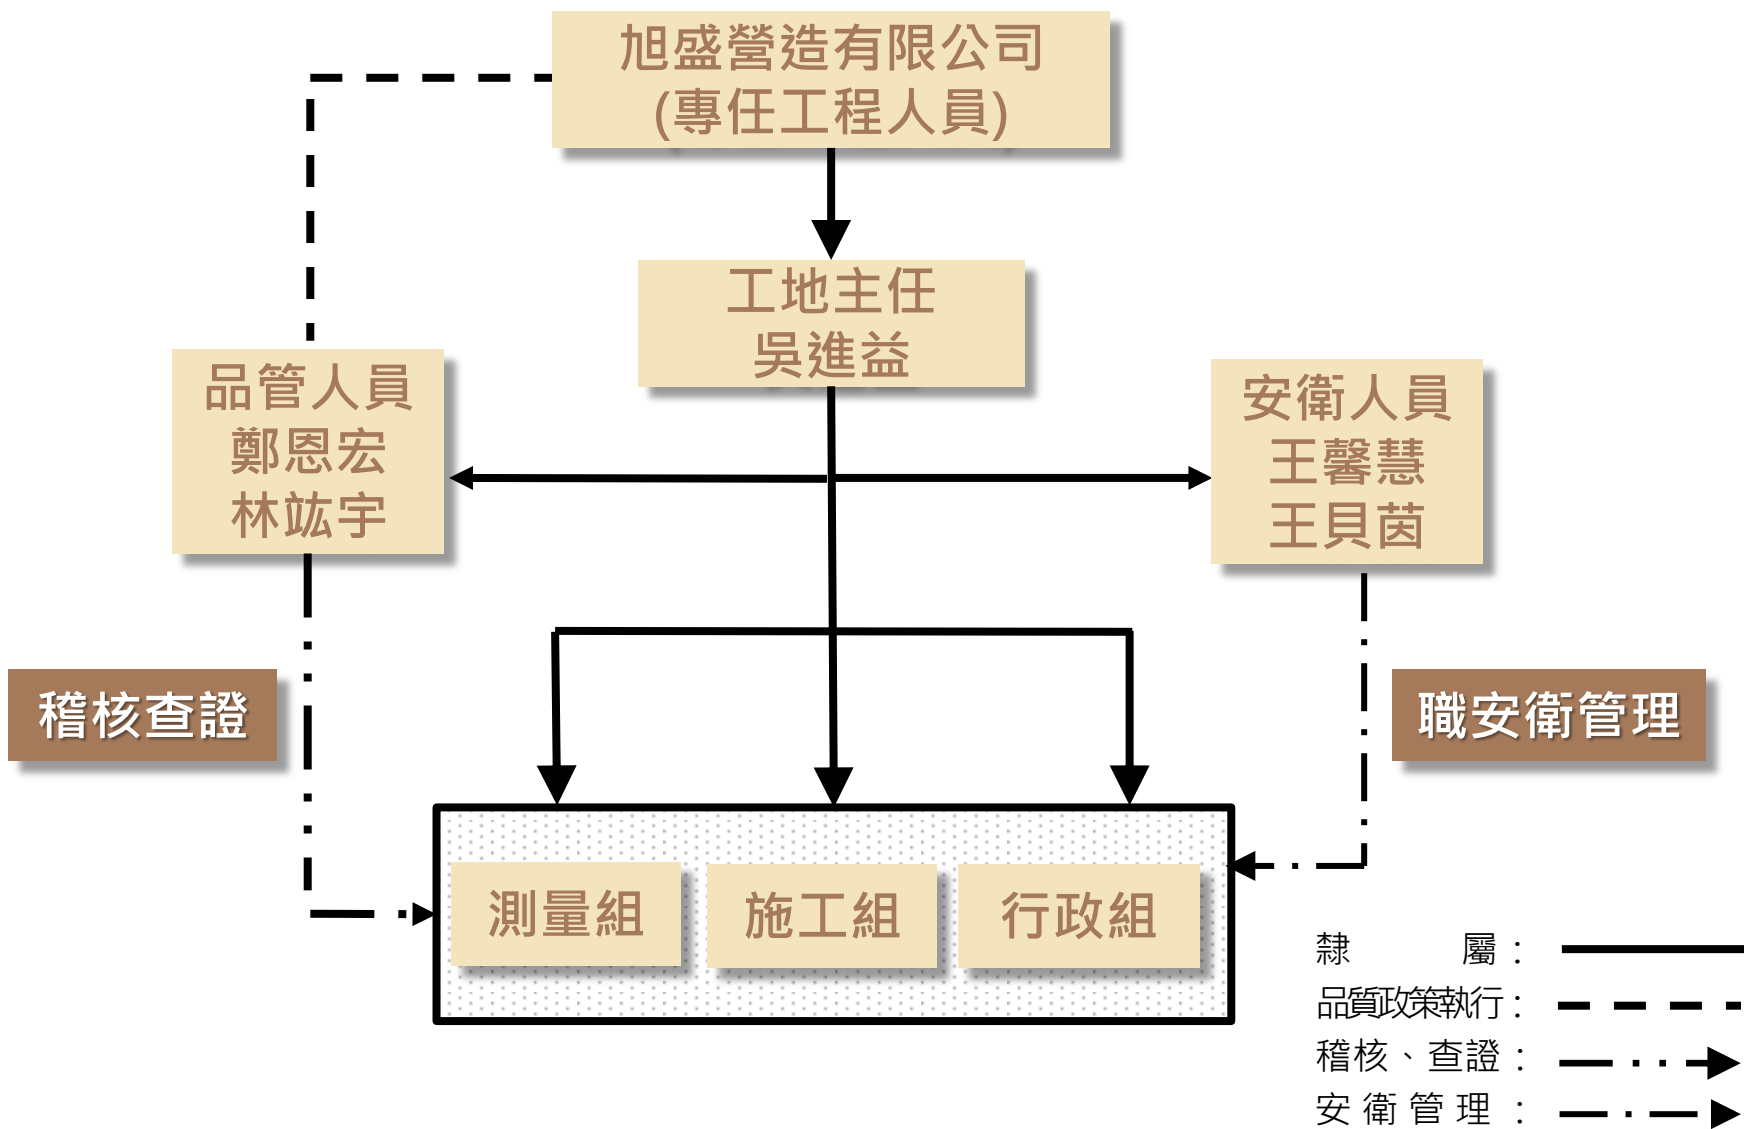 旭盛營造有限公司
(專任工程人員)
工地主任
吳進益
品管人員
鄭恩宏
林竑宇
安衛人員
王馨慧
王貝茵
稽核查證
職安衛管理
測量組
施工組
行政組
隸 屬：
品質政策執行：
稽核、查證：
安衛管理：